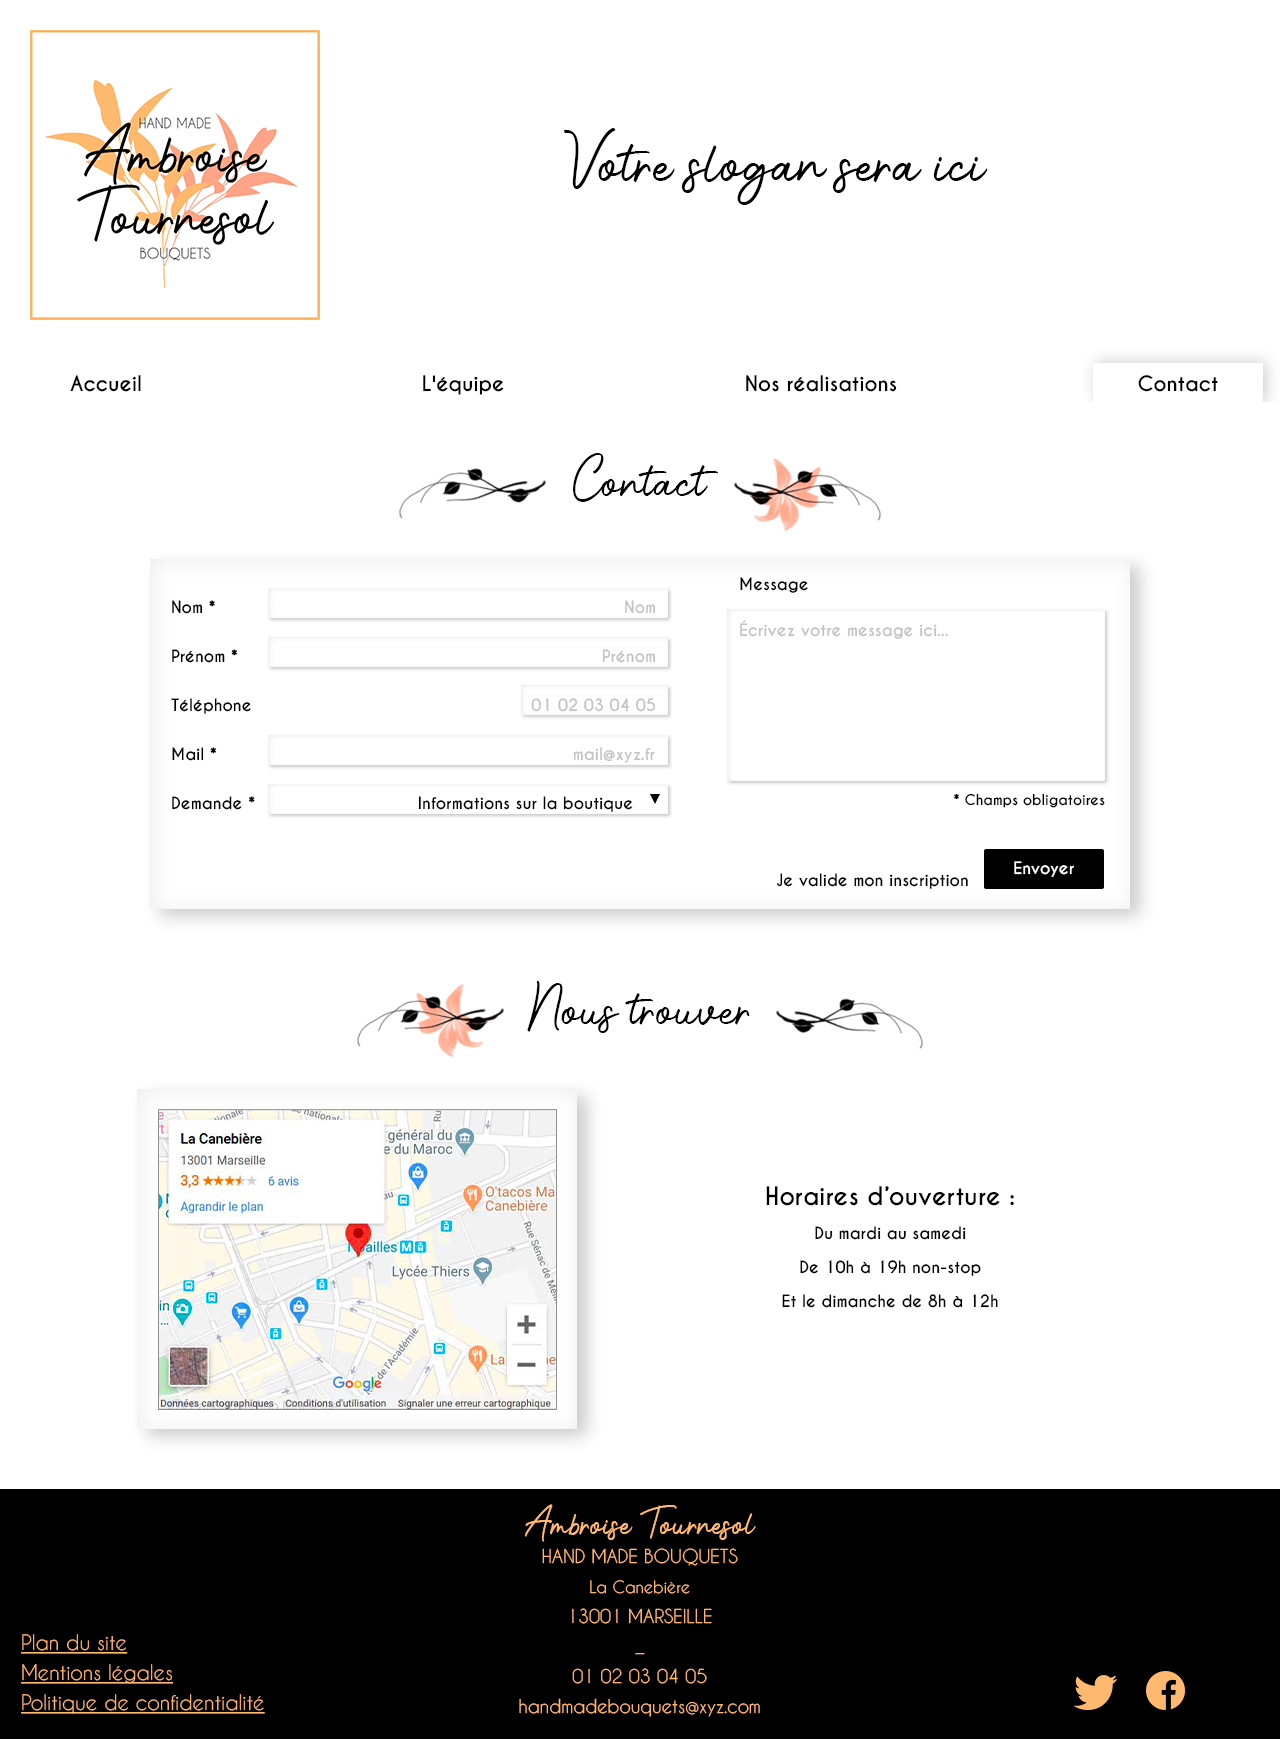 HAND MADE
Ambroise
Tournesol
BOUQUETS
Votre slogan sera ici
Accueil
L'équipe
Nos réalisations
Contact
Contact
Nom *
Nom
Prénom *
Prénom
Téléphone
01 02 03 04 05
Mail *
mail@xyz.fr
Demande *
Informations sur la boutique
Message
Écrivez votre message ici...
* Champs obligatoires
Je valide mon inscription
Envoyer
Nous trouver
La Canebière
13001 Marseille
3,3
6 avis
Agrandir le plan
général du
e du Maroc
O'tacos Ma
Canebière
Rue Sénac de Meil
Lycée Thiers
de l'Académie
Google
Données cartographiques
Conditions d'utilisation
Signaler une erreur cartographique
Horaires d'ouverture :
Du mardi au samedi
De 10h à 19h non-stop
Et le dimanche de 8h à 12h
Ambroise Tournesol
HAND MADE BOUQUETS
La Canebière
13001 MARSEILLE
_
01 02 03 04 05
handmadebouquets@xyz.com
Plan du site
Mentions légales
Politique de confidentialité